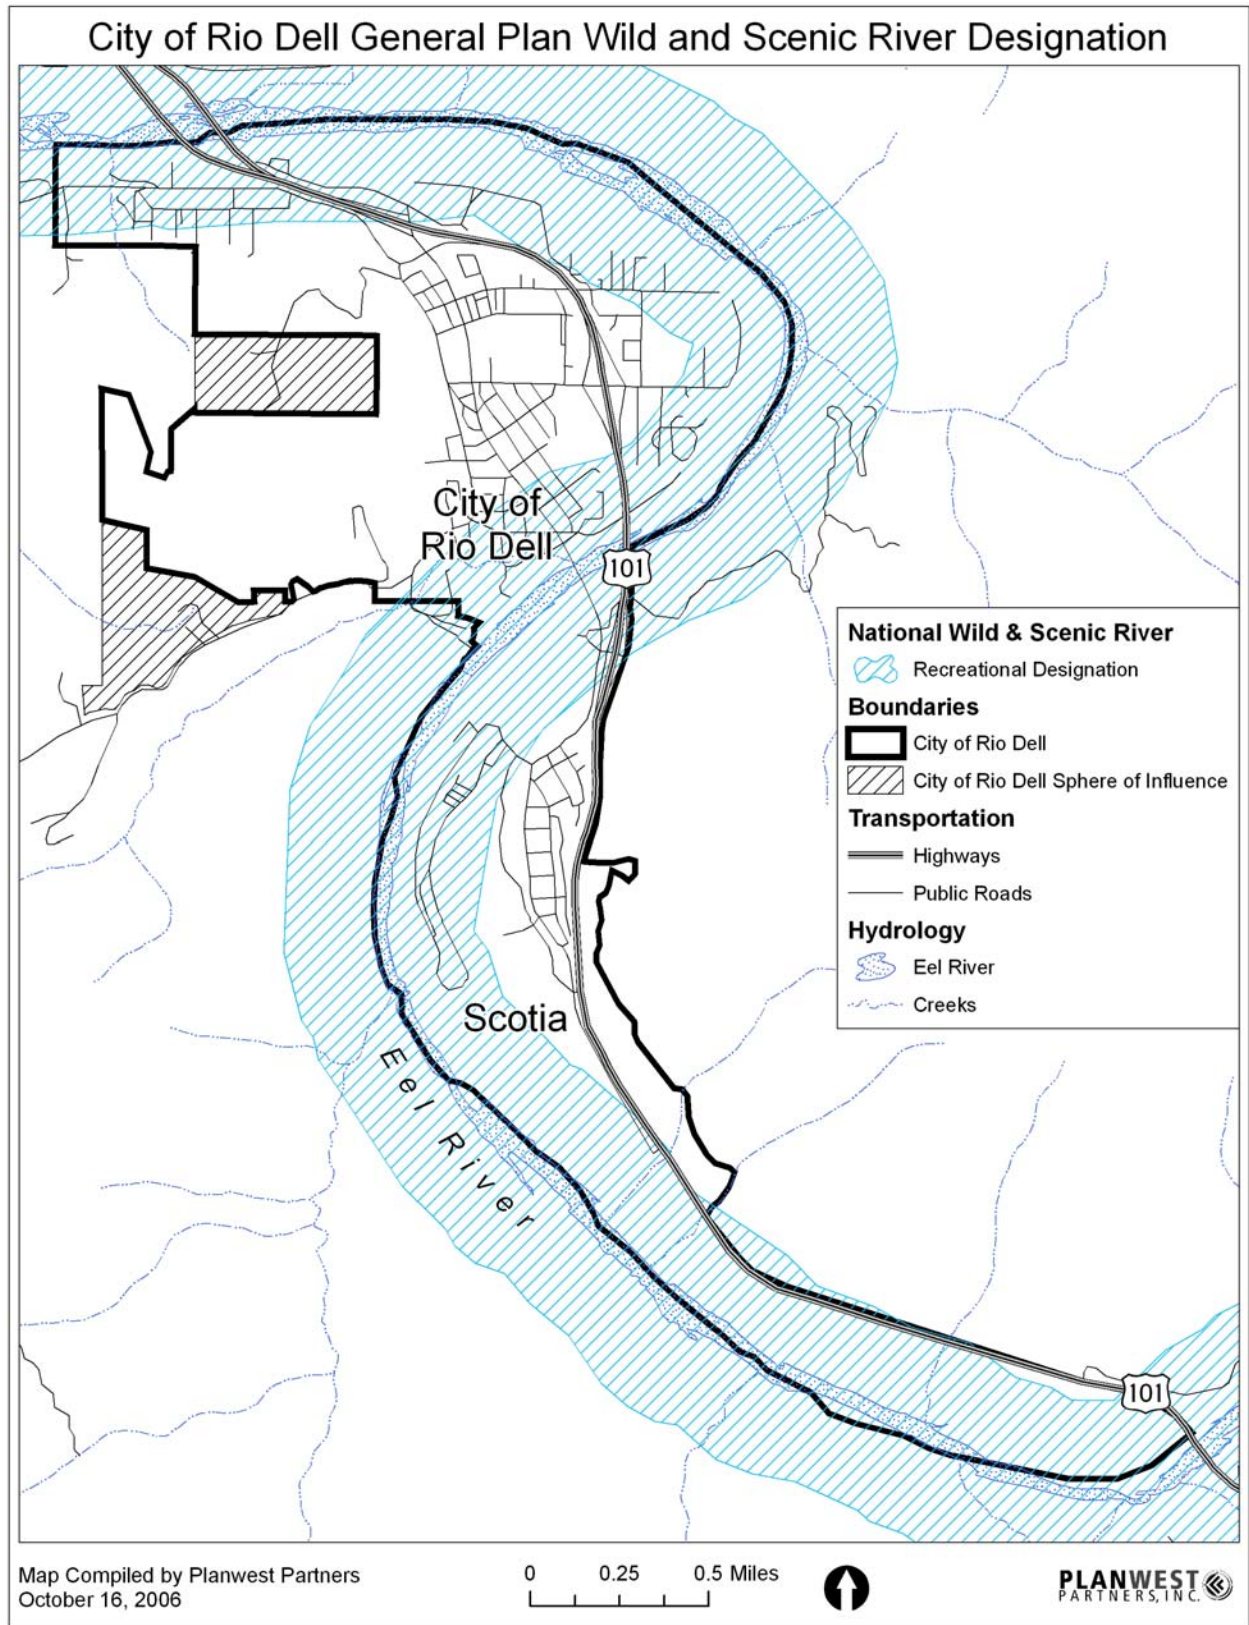 City of Rio Dell General Plan Wild and Scenic River Designation
City of
Rio Dell
101
National Wild & Scenic River
Recreational Designation
Boundaries
City of Rio Dell
City of Rio Dell Sphere of Influence
Transportation
Highways
Public Roads
Hydrology
Eel River
Creeks
Scotia
Eel River
101
Map Compiled by Planwest Partners
October 16, 2006
0 0.25 0.5 Miles
PLANWEST
PARTNERS, INC.